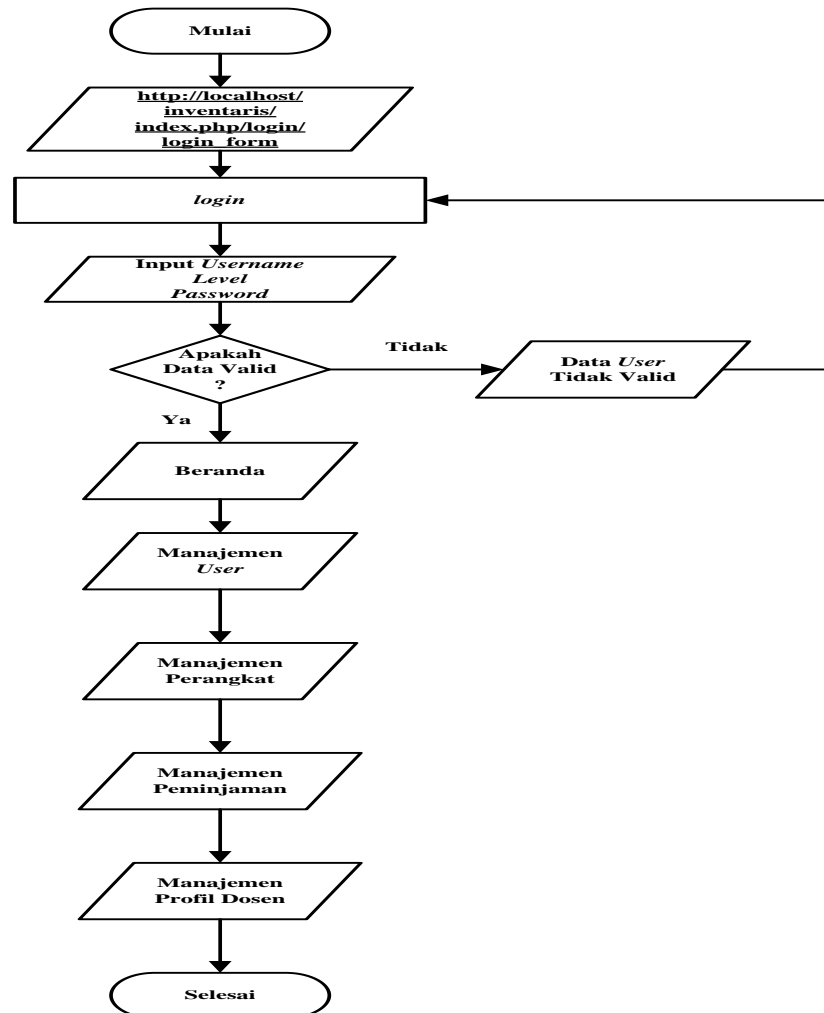 Mulai
http://localhost/
inventaris/
index.php/login/
login_form
login
Input Username
Level
Password
Apakah
Data Valid
?
Tidak
Data User
Tidak Valid
Ya
Beranda
Manajemen
User
Manajemen
Perangkat
Manajemen
Peminjaman
Manajemen
Profil Dosen
Selesai